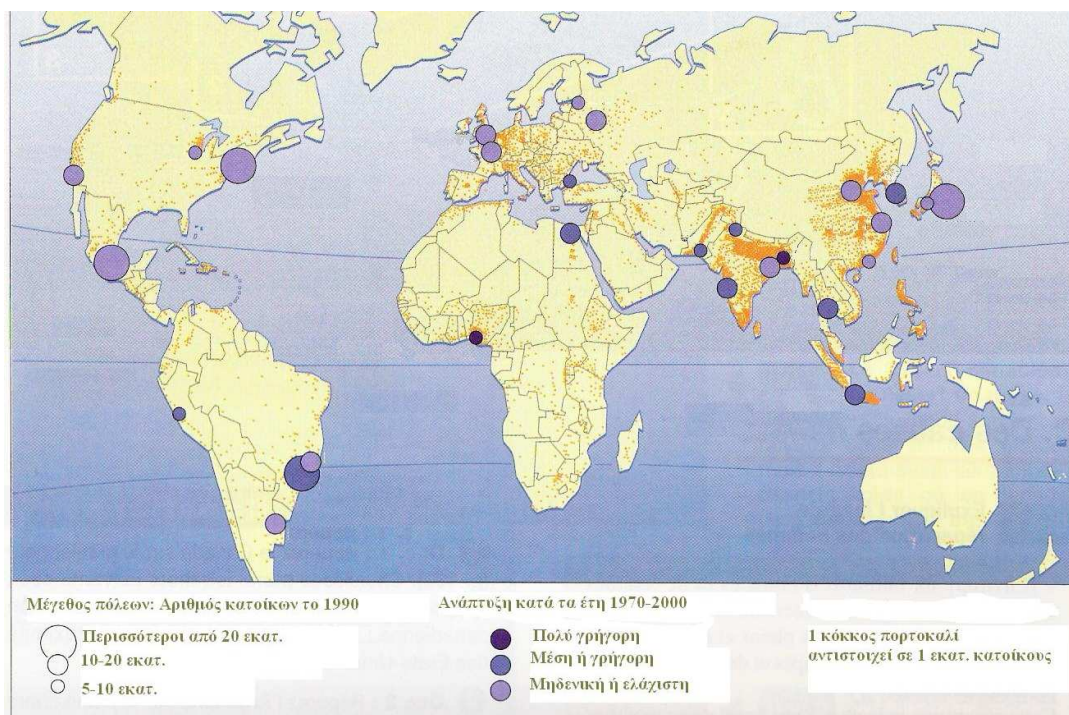 Μέγεθος πόλεων: Αριθμός κατοίκων το 1990
Περισσότεροι από 20 εκατ.
10-20 εκατ.
5-10 εκατ.
Ανάπτυξη κατά τα έτη 1970-2000
Πολύ γρήγορη
Μέση ή γρήγορη
Μηδενική ή ελάχιστη
1 κόκκος πορτοκαλί
αντιστοιχεί σε 1 εκατ. κατοίκους